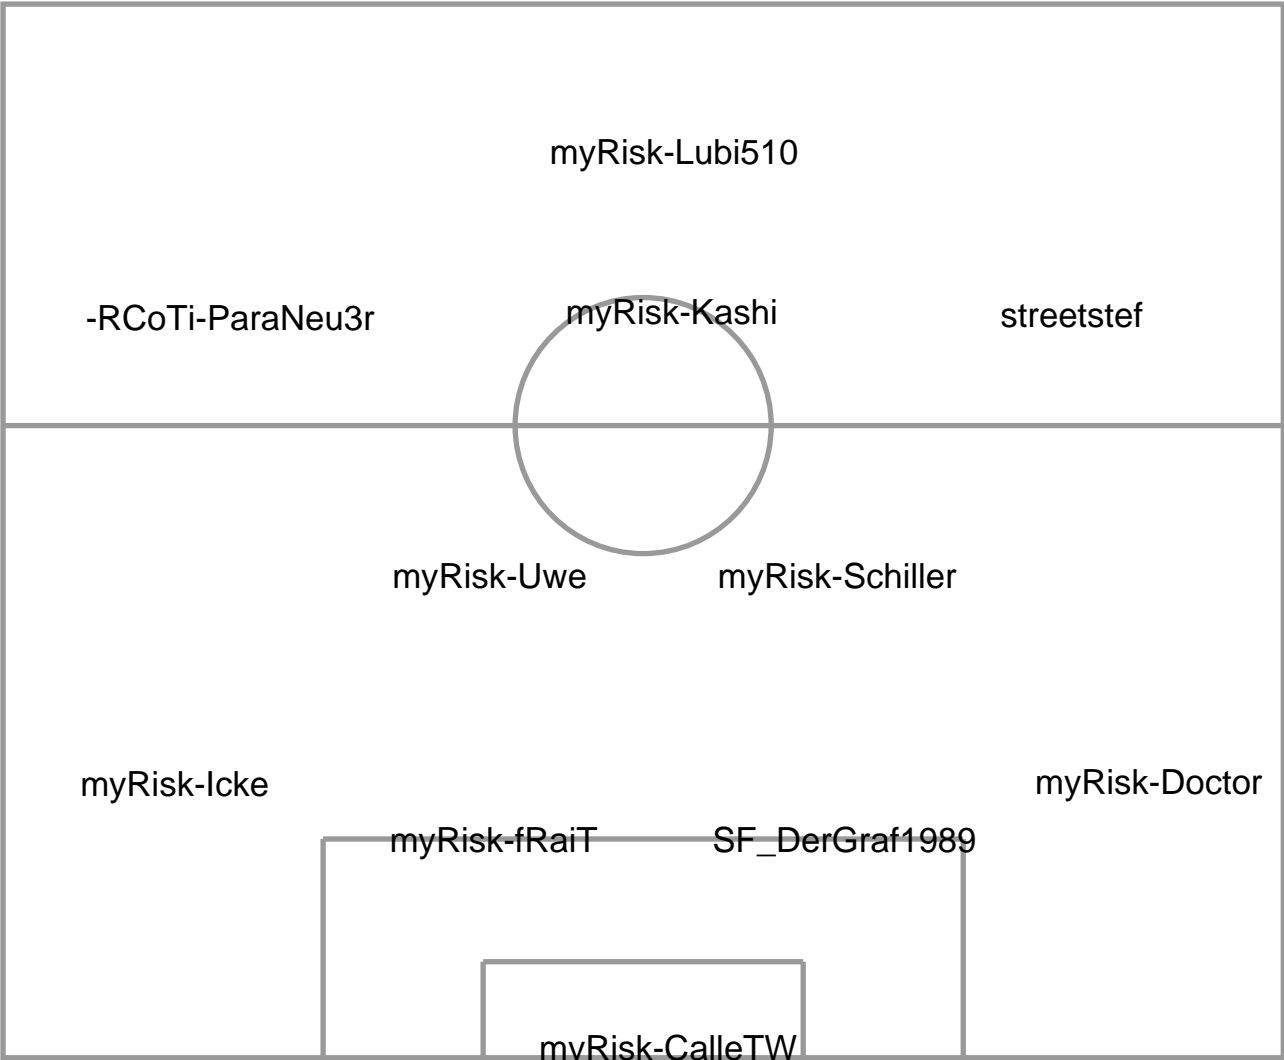 myRisk-Lubi510
-RCoTi-ParaNeu3r
myRisk-Kashi
streetstef
myRisk-Uwe
myRisk-Schiller
myRisk-Icke
myRisk-Doctor
myRisk-fRaiT
SF_DerGraf1989
myRisk-CalleTW